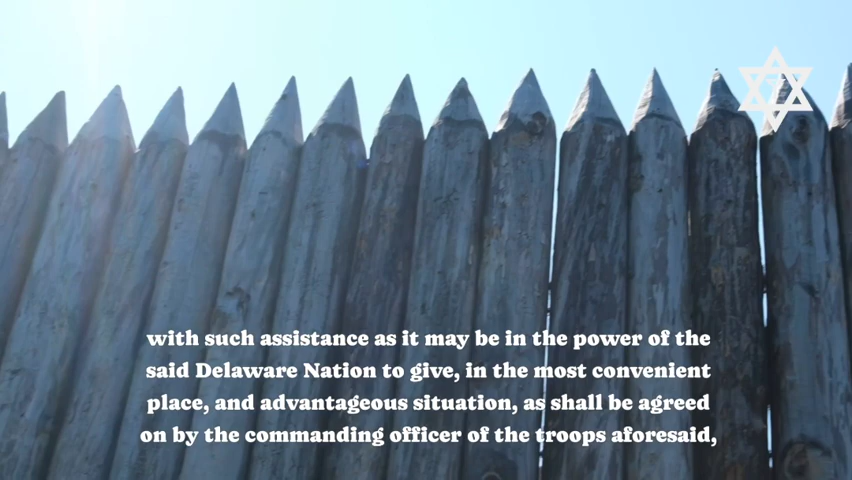 with such assistance as it may be in the power of the
said Delaware Nation to give, in the most convenient
place, and advantageous situation, as shall be agreed
on by the commanding officer of the troops aforesaid,